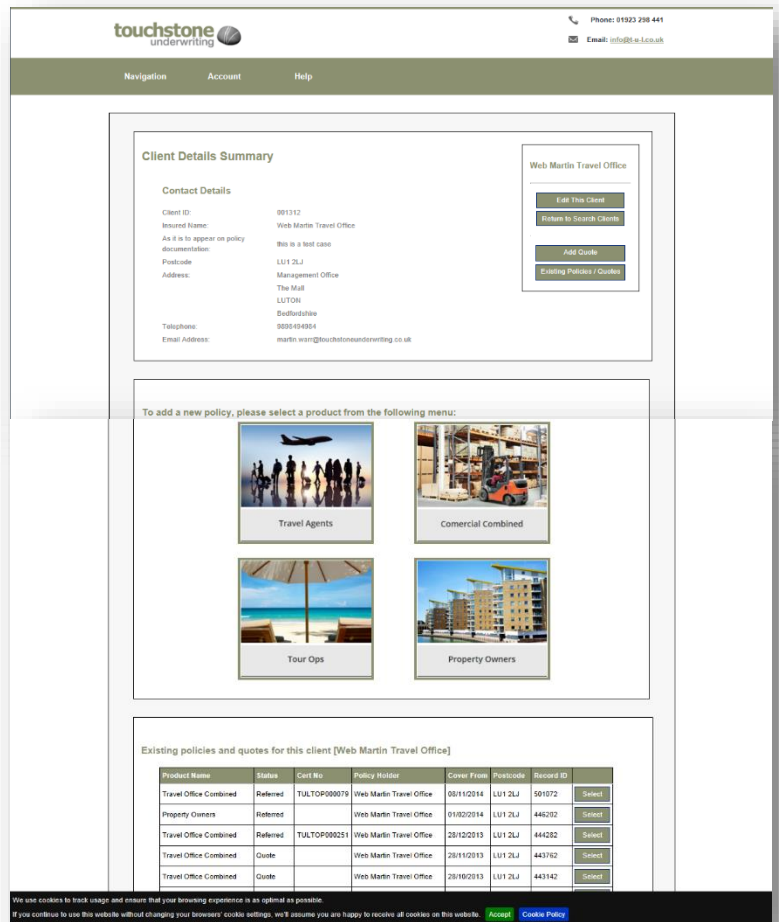 touchstone
underwriting
Phone: 01923 298 441
Email: info@t-u-l.co.uk
Navigation Account Help
Client Details Summary
Contact Details
Client ID: 001312
Insured Name: Web Martin Travel Office
As it is to appear on policy
documentation: this is a test case
Postcode LU1 2LJ
Address: Management Office
The Mall
LUTON
Bedfordshire
Telephone: 9898494984
Email Address: martin.warr@touchstoneunderwriting.co.uk
Web Martin Travel Office
Edit This Client
Return to Search Clients
Add Quote
Existing Policies / Quotes
To add a new policy, please select a product from the following menu:
Travel Agents
Comercial Combined
Tour Ops
Property Owners
Existing policies and quotes for this client [Web Martin Travel Office]
Product Name Status Cert No Policy Holder Cover From Postcode Record ID
Travel Office Combined Referred TULTOP000079 Web Martin Travel Office 08/11/2014 LU1 2LJ 501072 Select
Property Owners Referred Web Martin Travel Office 01/02/2014 LU1 2LJ 446202 Select
Travel Office Combined Referred TULTOP000251 Web Martin Travel Office 28/12/2013 LU1 2LJ 444282 Select
Travel Office Combined Quote Web Martin Travel Office 28/11/2013 LU1 2LJ 443762 Select
Travel Office Combined Quote Web Martin Travel Office 28/10/2013 LU1 2LJ 443142 Select
We use cookies to track usage and ensure that your browsing experience is as optimal as possible.
If you continue to use this website without changing your browsers' cookie settings, we'll assume you are happy to receive all cookies on this website. Accept Cookie Policy